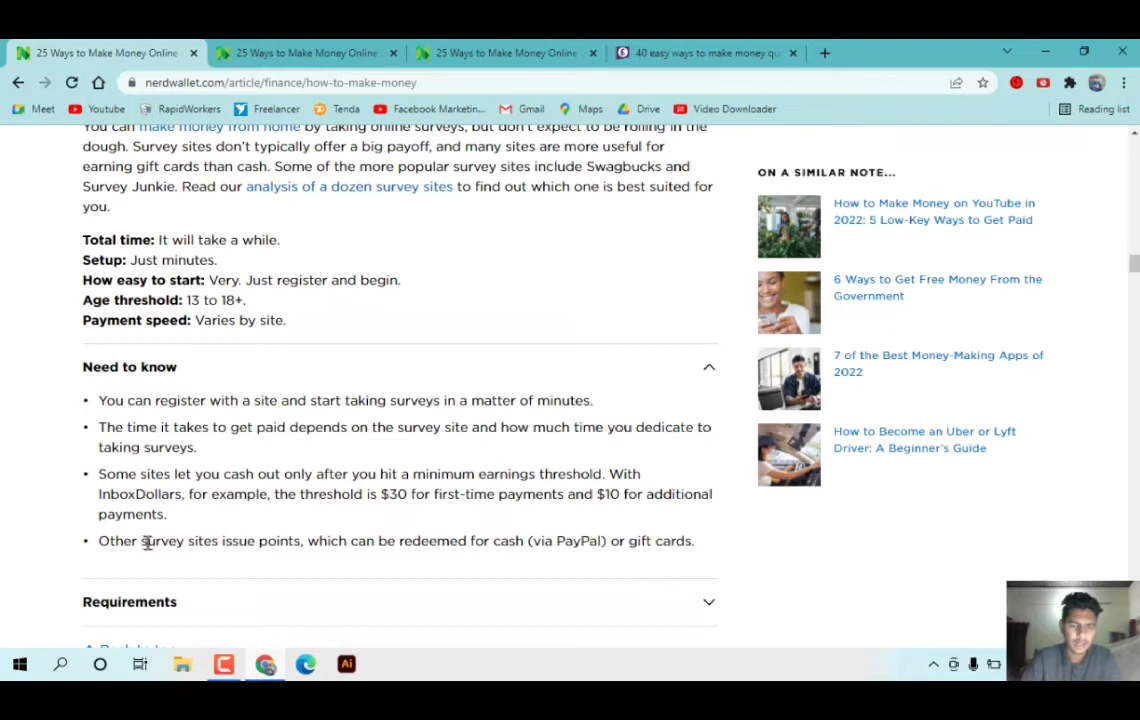 25 Ways to Make Money Online
25 Ways to Make Money Online
25 Ways to Make Money Online
40 easy ways to make money qu
nerdwallet.com/article/finance/how-to-make-money
Meet
Youtube
RapidWorkers
Freelancer
Tenda
Facebook Marketin...
Gmail
Maps
Drive
Video Downloader
Reading list
You can make money from home by taking online surveys, but don't expect to be rolling in the
dough. Survey sites don't typically offer a big payoff, and many sites are more useful for
earning gift cards than cash. Some of the more popular survey sites include Swagbucks and
Survey Junkie. Read our analysis of a dozen survey sites to find out which one is best suited for
you.
Total time: It will take a while.
Setup: Just minutes.
How easy to start: Very. Just register and begin.
Age threshold: 13 to 18+.
Payment speed: Varies by site.
Need to know
• You can register with a site and start taking surveys in a matter of minutes.
• The time it takes to get paid depends on the survey site and how much time you dedicate to
taking surveys.
• Some sites let you cash out only after you hit a minimum earnings threshold. With
InboxDollars, for example, the threshold is $30 for first-time payments and $10 for additional
payments.
• Other survey sites issue points, which can be redeemed for cash (via PayPal) or gift cards.
Requirements
Back to top
ON A SIMILAR NOTE...
How to Make Money on YouTube in
2022: 5 Low-Key Ways to Get Paid
6 Ways to Get Free Money From the
Government
7 of the Best Money-Making Apps of
2022
How to Become an Uber or Lyft
Driver: A Beginner's Guide
Ai